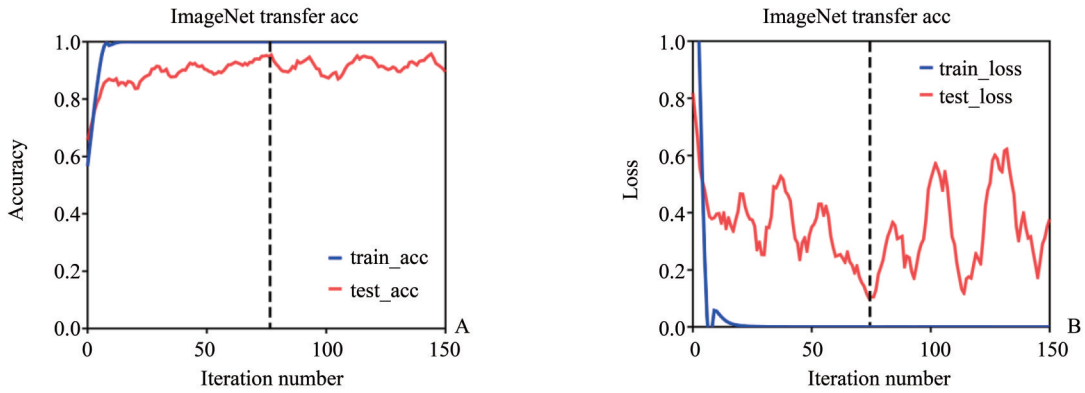 ImageNet transfer acc
1.0
0.8
0.6
0.4
0.2
0.0
Accuracy
train_acc
test_acc
A
0 50 100 150
Iteration number
ImageNet transfer acc
1.0
0.8
0.6
0.4
0.2
0.0
Loss
train_loss
test_loss
B
0 50 100 150
Iteration number